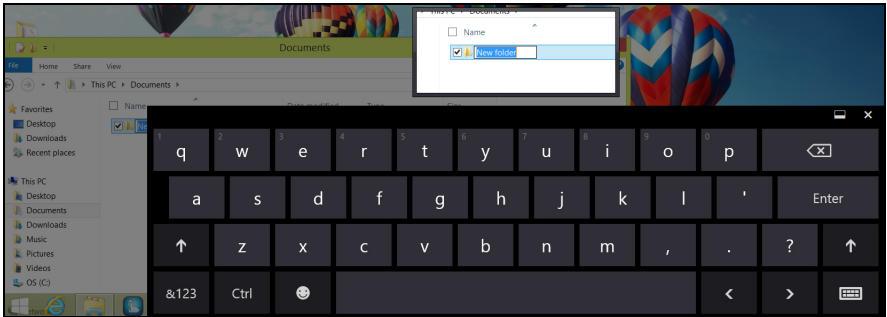 This PC ▸ Documents ▸
Name
New folder
Documents
File Home Share View
This PC ▸ Documents ▸
Favorites
Desktop
Downloads
Recent places
This PC
Desktop
Documents
Downloads
Music
Pictures
Videos
OS (C:)
Name Date modified Type Size
Ne
1 2 3 4 5 6 7 8 9 0
q w e r t y u i o p
a s d f g h j k l ' Enter
z x c v b n m , . ?
&123 Ctrl < >